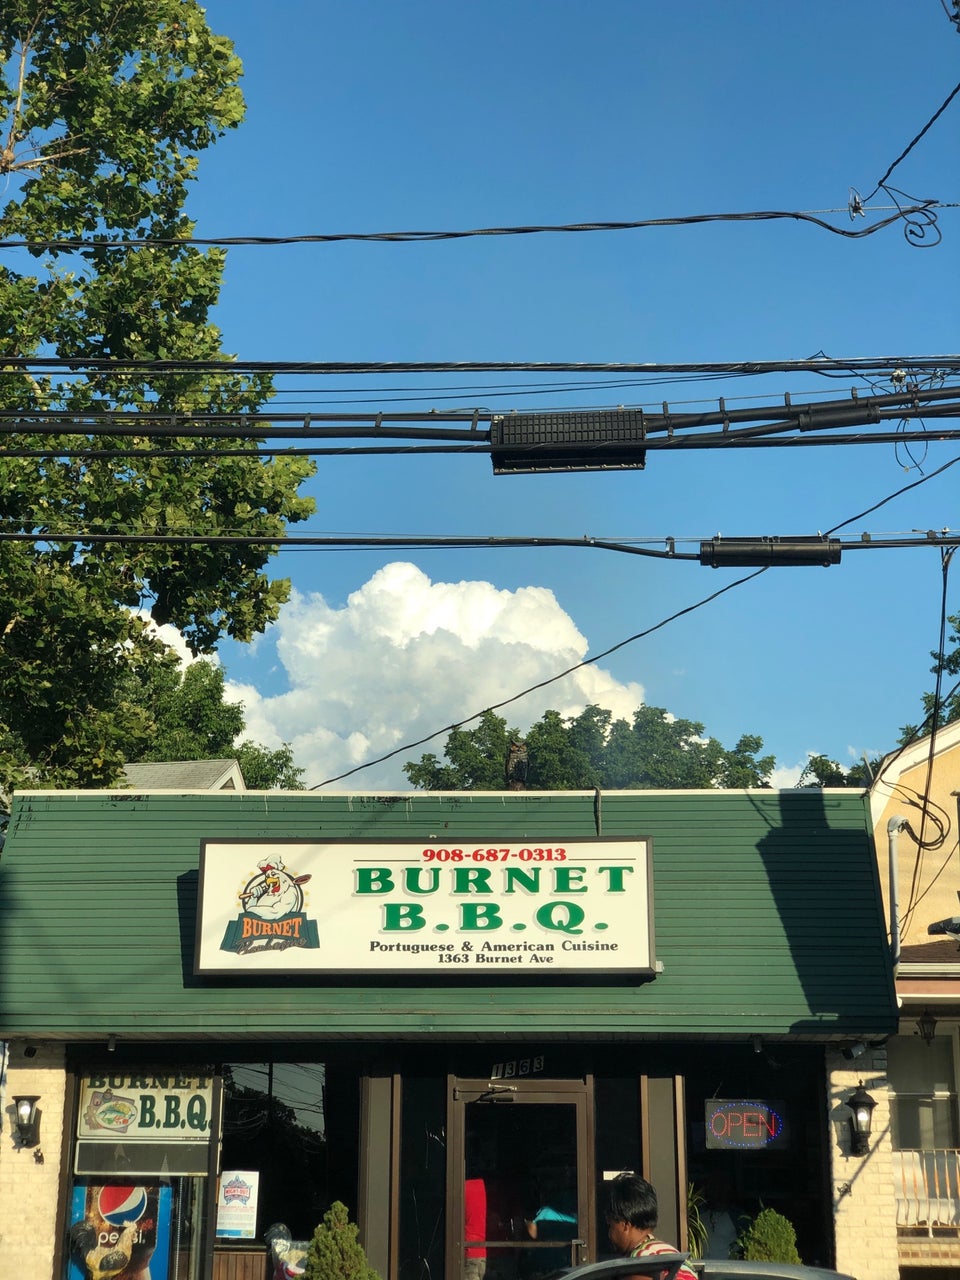 908-687-0313
BURNET
B.B.Q.
BURNET
Portuguese & American Cuisine
1363 Burnet Ave
1363
BURNET
B.B.Q.
OPEN
pepsi